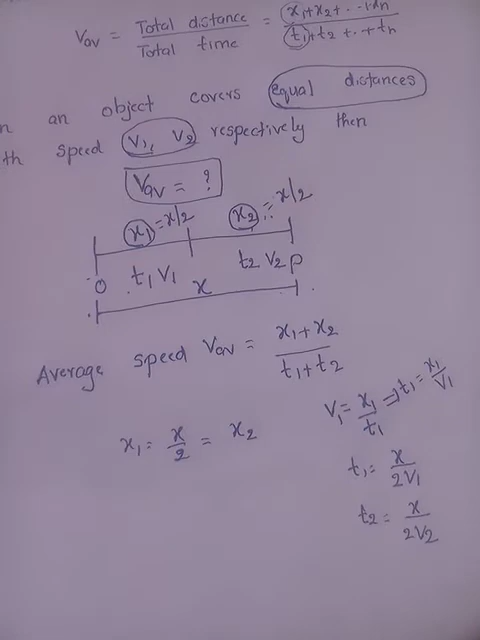 Vav = Total distance / Total time = x1+x2+...xn / t1+t2+..+tn
an object covers equal distances
speed V1, V2 respectively then
Vav = ?
x1 = x/2 x2 = x/2
O t1 V1 t2 V2 P
x
Average speed Vav = x1+x2 / t1+t2
V1 = x1/t1 => t1 = x1/V1
x1 = x/2 = x2
t1 = x/2V1
t2 = x/2V2